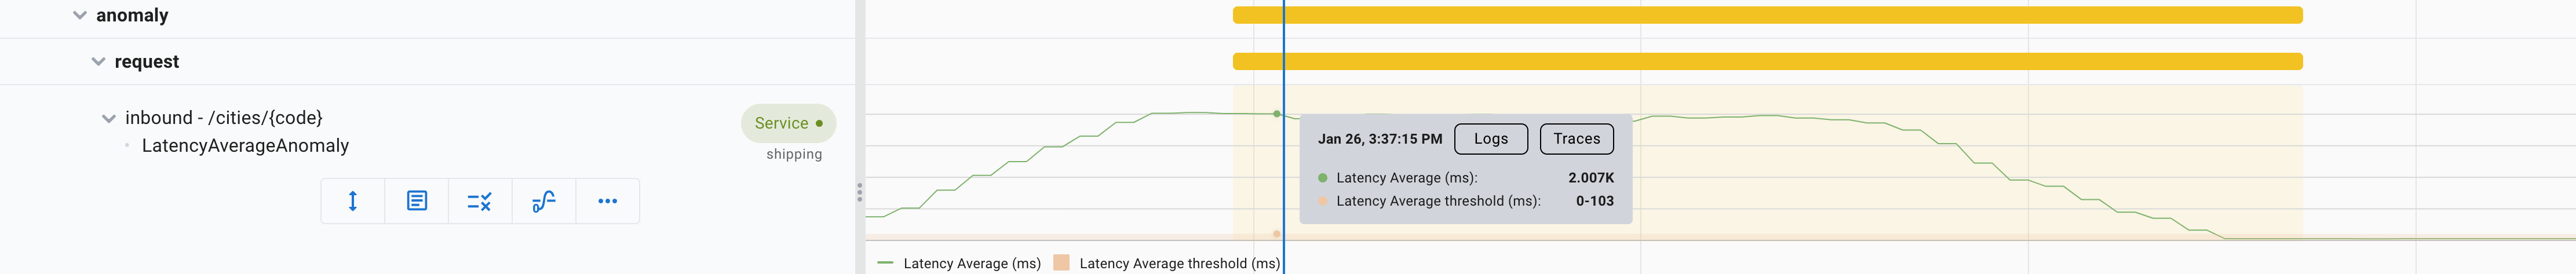 anomaly
request
inbound - /cities/{code}
Service
LatencyAverageAnomaly
shipping
Jan 26, 3:37:15 PM Logs Traces
Latency Average (ms): 2.007K
Latency Average threshold (ms): 0-103
Latency Average (ms) Latency Average threshold (ms)